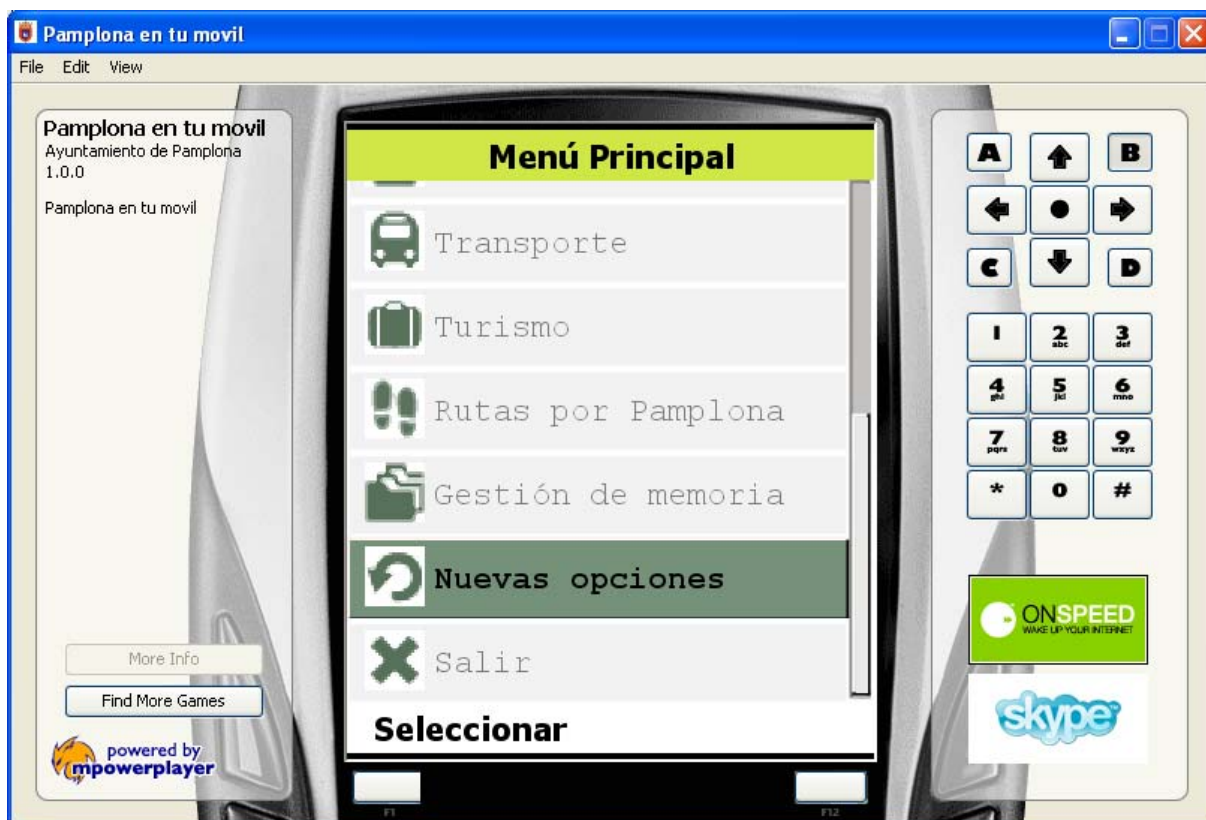 Pamplona en tu movil
File Edit View
Pamplona en tu movil
Ayuntamiento de Pamplona
1.0.0
Pamplona en tu movil
More Info
Find More Games
powered by
mpowerplayer
Menú Principal
Transporte
Turismo
Rutas por Pamplona
Gestión de memoria
Nuevas opciones
Salir
Seleccionar
F1 F12
A B
C D
1 2 abc 3 def
4 ghi 5 jkl 6 mno
7 pqrs 8 tuv 9 wxyz
* 0 #
ONSPEED
WAKE UP YOUR INTERNET
skype